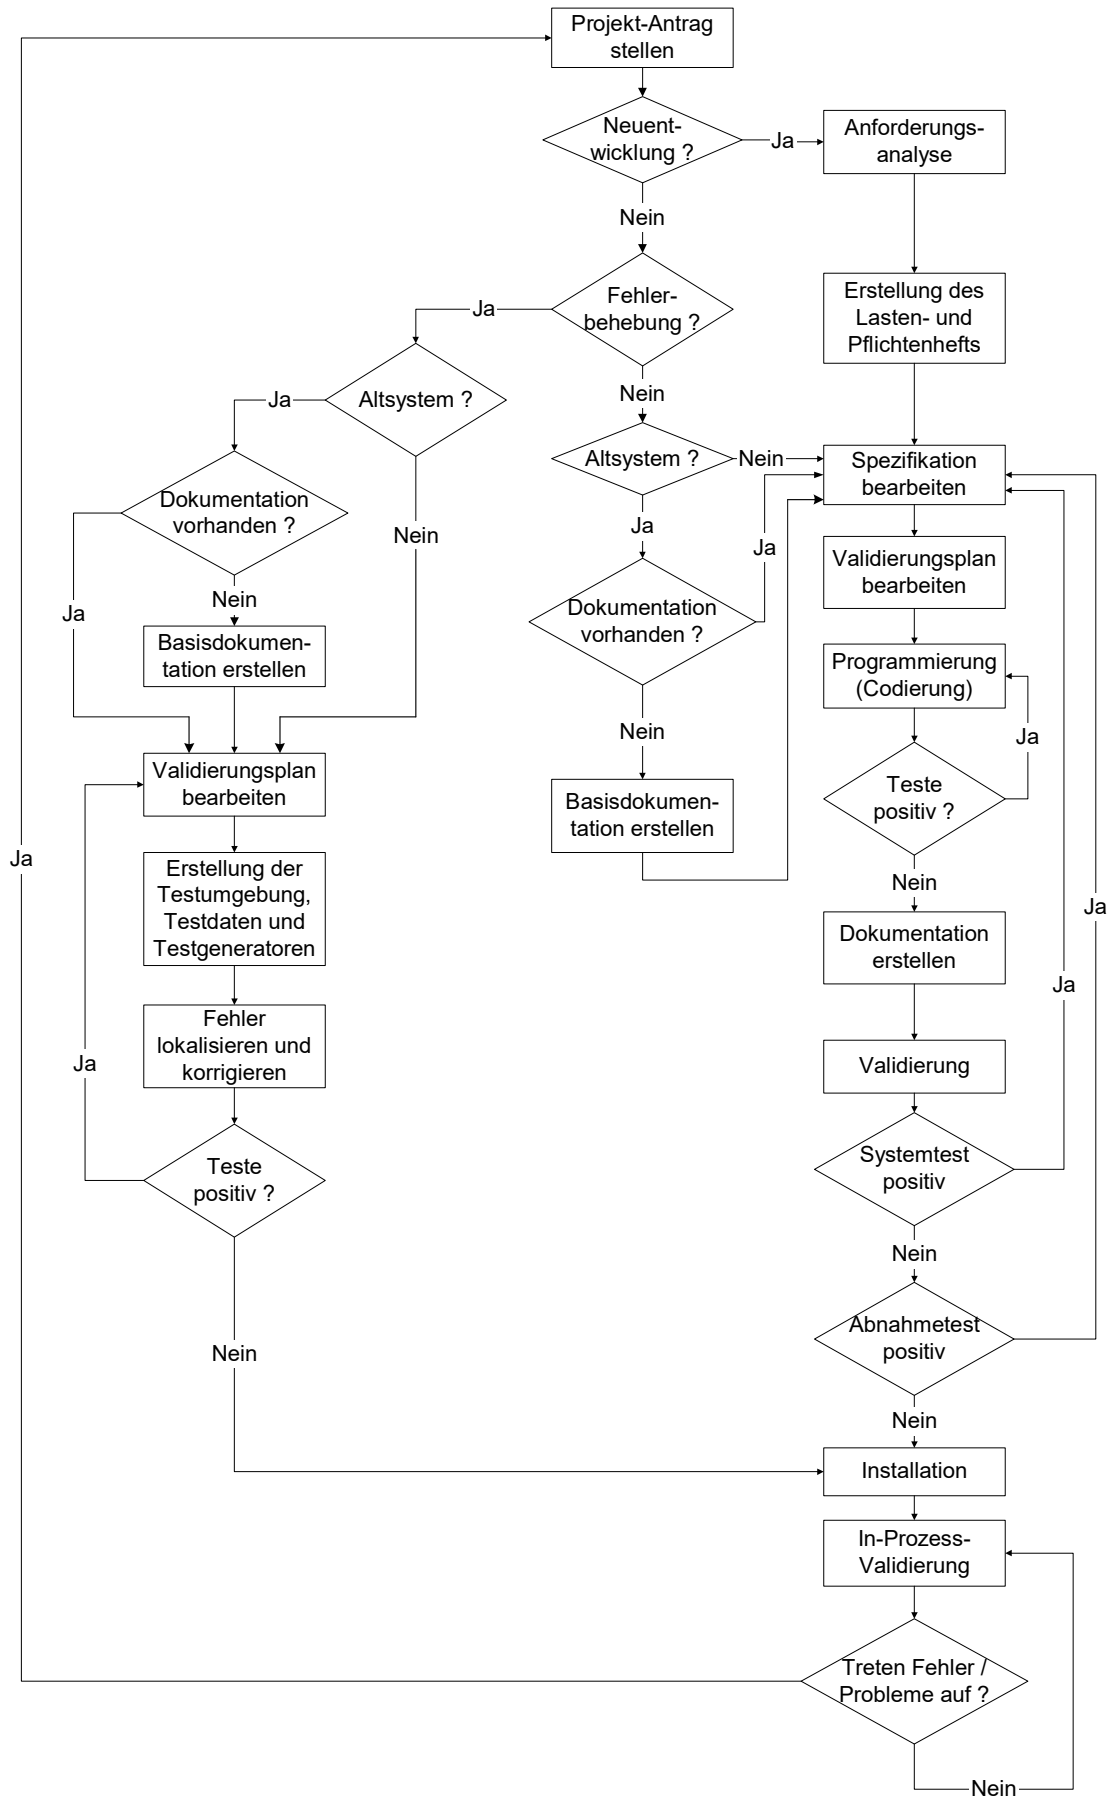 Projekt-Antrag
stellen
Neuent-
wicklung ?
Ja
Anforderungs-
analyse
Nein
Erstellung des
Lasten- und
Pflichtenhefts
Fehler-
behebung ?
Ja
Nein
Altsystem ?
Ja
Nein
Dokumentation
vorhanden ?
Ja
Nein
Basisdokumen-
tation erstellen
Altsystem ?
Nein
Ja
Dokumentation
vorhanden ?
Ja
Nein
Basisdokumen-
tation erstellen
Spezifikation
bearbeiten
Validierungsplan
bearbeiten
Programmierung
(Codierung)
Ja
Teste
positiv ?
Nein
Dokumentation
erstellen
Validierung
Systemtest
positiv
Ja
Nein
Abnahmetest
positiv
Ja
Nein
Validierungsplan
bearbeiten
Erstellung der
Testumgebung,
Testdaten und
Testgeneratoren
Fehler
lokalisieren und
korrigieren
Ja
Teste
positiv ?
Nein
Installation
In-Prozess-
Validierung
Treten Fehler /
Probleme auf ?
Ja
Nein